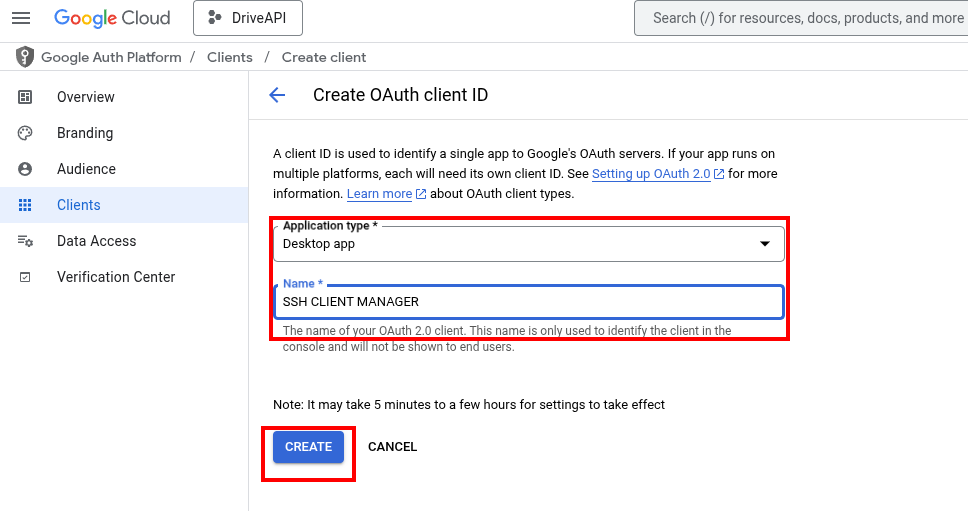 Google Cloud
DriveAPI
Search (/) for resources, docs, products, and more
Google Auth Platform / Clients / Create client
Overview
Branding
Audience
Clients
Data Access
Verification Center
Create OAuth client ID
A client ID is used to identify a single app to Google's OAuth servers. If your app runs on
multiple platforms, each will need its own client ID. See Setting up OAuth 2.0 for more
information. Learn more about OAuth client types.
Application type *
Desktop app
Name *
SSH CLIENT MANAGER
The name of your OAuth 2.0 client. This name is only used to identify the client in the
console and will not be shown to end users.
Note: It may take 5 minutes to a few hours for settings to take effect
CREATE
CANCEL